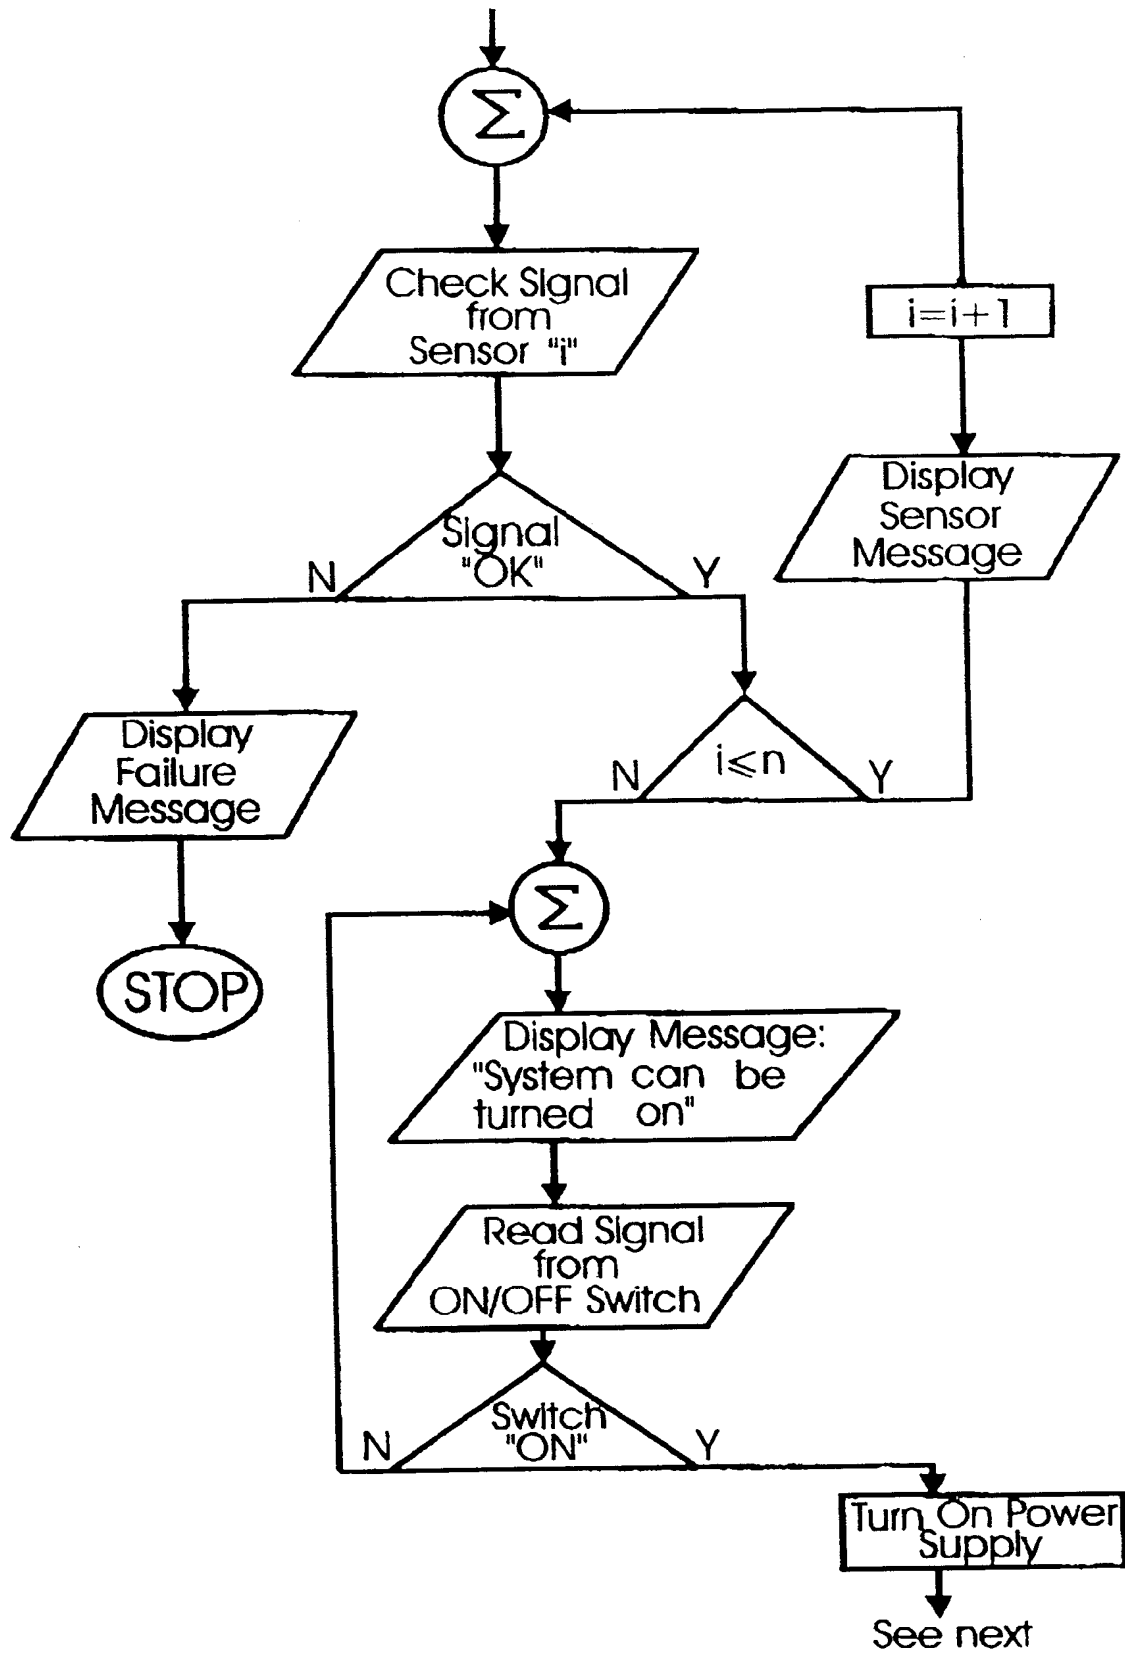 Σ
Check Signal
from
Sensor "i"
i=i+1
Display
Sensor
Message
Signal
"OK"
N
Y
Display
Failure
Message
i≤n
N
Y
STOP
Σ
Display Message:
"System can be
turned on"
Read Signal
from
ON/OFF Switch
Switch
"ON"
N
Y
Turn On Power
Supply
See next